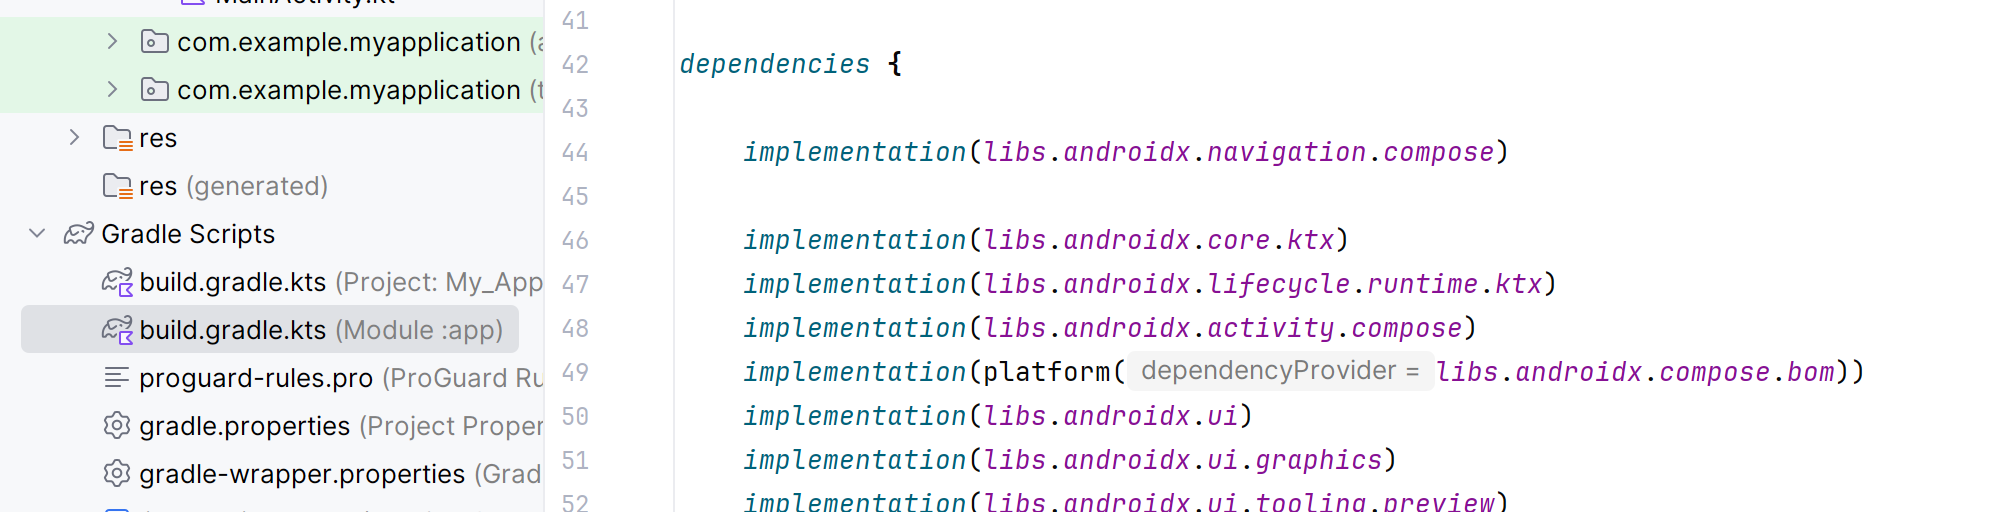 MainActivity.kt
com.example.myapplication
com.example.myapplication
res
res (generated)
Gradle Scripts
build.gradle.kts (Project: My_App
build.gradle.kts (Module :app)
proguard-rules.pro (ProGuard Ru
gradle.properties (Project Proper
gradle-wrapper.properties (Grad
41
42 dependencies {
43
44 implementation(libs.androidx.navigation.compose)
45
46 implementation(libs.androidx.core.ktx)
47 implementation(libs.androidx.lifecycle.runtime.ktx)
48 implementation(libs.androidx.activity.compose)
49 implementation(platform( dependencyProvider = libs.androidx.compose.bom))
50 implementation(libs.androidx.ui)
51 implementation(libs.androidx.ui.graphics)
52 implementation(libs.androidx.ui.tooling.preview)